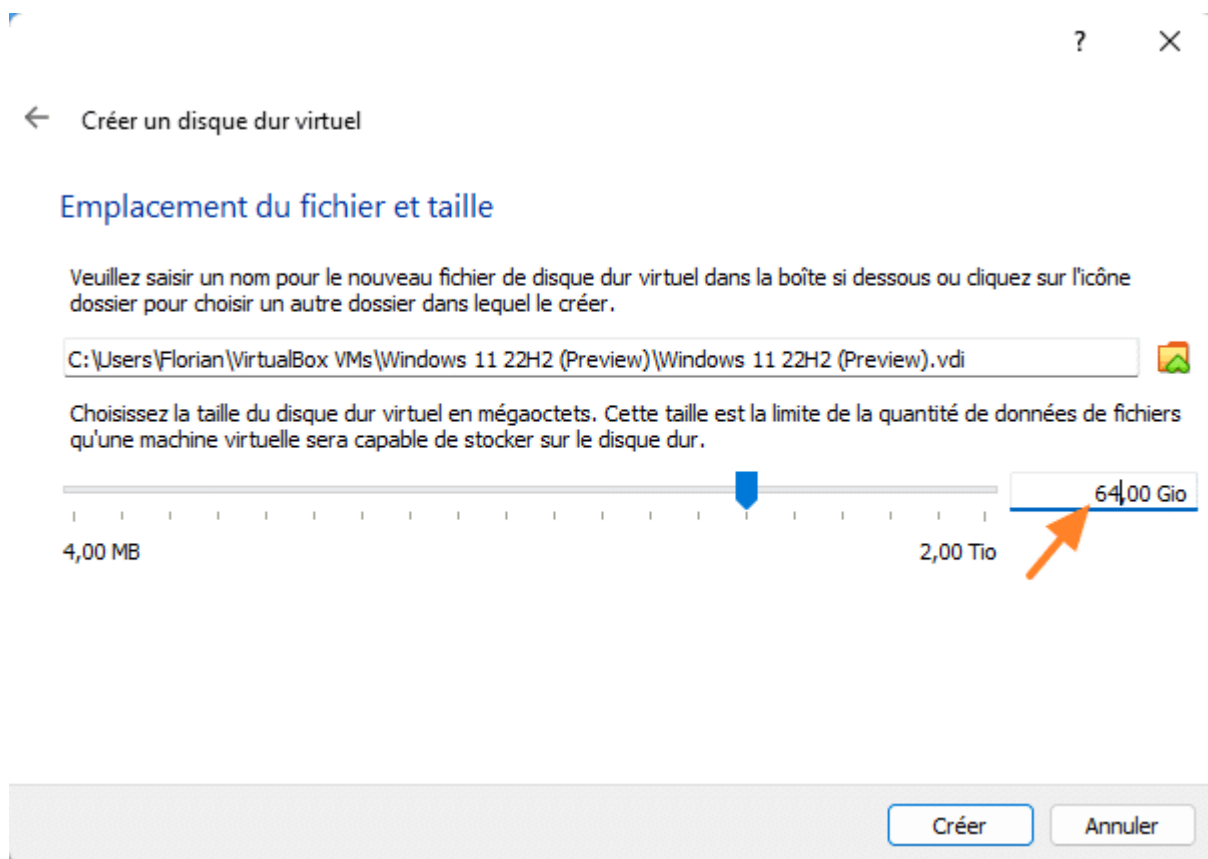 ?
Créer un disque dur virtuel
Emplacement du fichier et taille
Veuillez saisir un nom pour le nouveau fichier de disque dur virtuel dans la boîte si dessous ou cliquez sur l'icône
dossier pour choisir un autre dossier dans lequel le créer.
C:\Users\Florian\VirtualBox VMs\Windows 11 22H2 (Preview)\Windows 11 22H2 (Preview).vdi
Choisissez la taille du disque dur virtuel en mégaoctets. Cette taille est la limite de la quantité de données de fichiers
qu'une machine virtuelle sera capable de stocker sur le disque dur.
64,00 Gio
4,00 MB 2,00 Tio
Créer Annuler